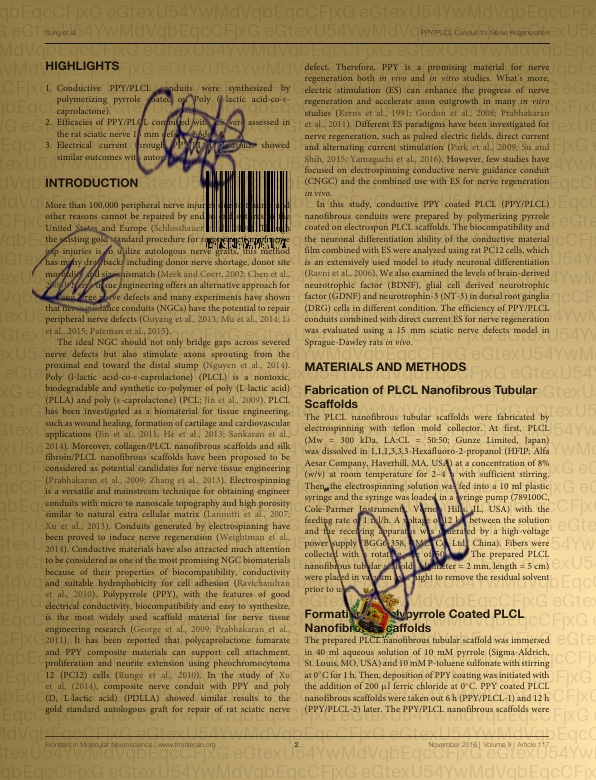 Song et al.
PPY/PLCL Conduit for Nerve Regeneration
HIGHLIGHTS
1. Conductive PPY/PLCL conduits were synthesized by
polymerizing pyrrole coated on Poly (l-lactic acid-co-ε-
caprolactone).
2. Efficacies of PPY/PLCL combined with ES were assessed in
the rat sciatic nerve 15 mm defect model.
3. Electrical current through PPY/PLCL conduits showed
similar outcomes with
INTRODUCTION
More than 100,000 peripheral nerve injuries due to trauma and
other reasons cannot be repaired by end to end sutures in the
United States and Europe (Schlosshauer
the existing gold standard procedure for
gap injuries is to utilize autologous nerve grafts, this method
has many drawbacks including donor nerve shortage, donor site
morbidity and size mismatch (Meek and Coert, 2002; Chen et al.,
Nerve tissue engineering offers an alternative approach for
large nerve defects and many experiments have shown
that nerve guidance conduits (NGCs) have the potential to repair
peripheral nerve defects (Ouyang et al., 2013; Mu et al., 2014; Li
et al., 2015; Pateman et al., 2015).
The ideal NGC should not only bridge gaps across severed
nerve defects but also stimulate axons sprouting from the
proximal end toward the distal stump (Nguyen et al., 2014).
Poly (l-lactic acid-co-ε-caprolactone) (PLCL) is a nontoxic,
biodegradable and synthetic co-polymer of poly (L-lactic acid)
(PLLA) and poly (ε-caprolactone) (PCL; Jin et al., 2009). PLCL
has been investigated as a biomaterial for tissue engineering,
such as wound healing, formation of cartilage and cardiovascular
applications (Jin et al., 2011; He et al., 2013; Sankaran et al.,
2014). Moreover, collagen/PLCL nanofibrous scaffolds and silk
fibroin/PLCL nanofibrous scaffolds have been proposed to be
considered as potential candidates for nerve tissue engineering
(Prabhakaran et al., 2009; Zhang et al., 2013). Electrospinning
is a versatile and mainstream technique for obtaining engineer
conduits with micro to nanoscale topography and high porosity
similar to natural extra cellular matrix (Lannutti et al., 2007;
Xu et al., 2013). Conduits generated by electrospinning have
been proved to induce nerve regeneration (Weightman et al.,
2014). Conductive materials have also attracted much attention
to be considered as one of the most promising NGC biomaterials
because of their properties of biocompatibility, conductivity
and suitable hydrophobicity for cell adhesion (Ravichandran
et al., 2010). Polypyrrole (PPY), with the features of good
electrical conductivity, biocompatibility and easy to synthesize,
is the most widely used scaffold material for nerve tissue
engineering research (George et al., 2009; Prabhakaran et al.,
2011). It has been reported that polycaprolactone fumarate
and PPY composite materials can support cell attachment,
proliferation and neurite extension using pheochromocytoma
12 (PC12) cells (Runge et al., 2010). In the study of Xu
et al. (2014), composite nerve conduit with PPY and poly
(D, L-lactic acid) (PDLLA) showed similar results to the
gold standard autologous graft for repair of rat sciatic nerve
defect. Therefore, PPY is a promising material for nerve
regeneration both in vivo and in vitro studies. What's more,
electric stimulation (ES) can enhance the progress of nerve
regeneration and accelerate axon outgrowth in many in vitro
studies (Kerns et al., 1991; Gordon et al., 2008; Prabhakaran
et al., 2011). Different ES paradigms have been investigated for
nerve regeneration, such as pulsed electric fields, direct current
and alternating current stimulation (Park et al., 2009; Su and
Shih, 2015; Yamaguchi et al., 2016). However, few studies have
focused on electrospinning conductive nerve guidance conduit
(CNGC) and the combined use with ES for nerve regeneration
in vivo.
In this study, conductive PPY coated PLCL (PPY/PLCL)
nanofibrous conduits were prepared by polymerizing pyrrole
coated on electrospun PLCL scaffolds. The biocompatibility
and the neuronal differential ability of the conductive material
film combined with ES were analyzed using rat PC12 cells, which
is an extensively used model to study neuronal differentiation
(Ravni et al., 2006). We also examined the levels of brain-derived
neurotrophic factor (BDNF), glial cell derived neurotrophic
factor (GDNF) and neurotrophin-3 (NT-3) in dorsal root ganglia
(DRG) cells in different condition. The efficiency of PPY/PLCL
conduits combined with direct current ES for nerve regeneration
was evaluated using a 15 mm sciatic nerve defects model in
Sprague-Dawley rats in vivo.
MATERIALS AND METHODS
Fabrication of PLCL Nanofibrous Tubular
Scaffolds
The PLCL nanofibrous tubular scaffolds were fabricated by
electrospinning with teflon mold collector. At first, PLCL
(Mw = 300 kDa, LA:CL = 50:50; Gunze Limited, Japan)
was dissolved in 1,1,1,3,3,3-Hexafluoro-2-propanol (HFIP; Alfa
Aesar Company, Haverhill, MA, USA) at a concentration of 8%
(w/v) at room temperature for 2–4 h with sufficient stirring.
Then, the electrospinning solution was fed into a 10 ml plastic
syringe and the syringe was loaded in a syringe pump (789100C,
Cole-Parmer Instruments, Vernon Hills, IL, USA) with the
feeding rate of ml/h. A voltage of 12 between the solution
and the receiving apparatus was generated by a high-voltage
power supply (BGG6-358, Co., Ltd., China). Fibers were
collected with a The prepared PLCL
nanofibrous tubular scaffolds (diameter = 2 mm, length = 5 cm)
were placed in vacuum overnight to remove the residual solvent
prior to
Formation of Polypyrrole Coated PLCL
Nanofibrous Scaffolds
The prepared PLCL nanofibrous tubular scaffold was immersed
in 40 ml aqueous solution of 10 mM pyrrole (Sigma-Aldrich,
St. Louis, MO, USA) and 10 mM P-toluene sulfonate with stirring
at 0°C for 1 h. Then, deposition of PPY coating was initiated with
the addition of 200 µl ferric chloride at 0°C. PPY coated PLCL
nanofibrous scaffolds were taken out 6 h (PPY/PLCL-1) and 12 h
(PPY/PLCL-2) later. The PPY/PLCL nanofibrous scaffolds were
Frontiers in Molecular Neuroscience | www.frontiersin.org
2
November 2016 | Volume 9 | Article 117